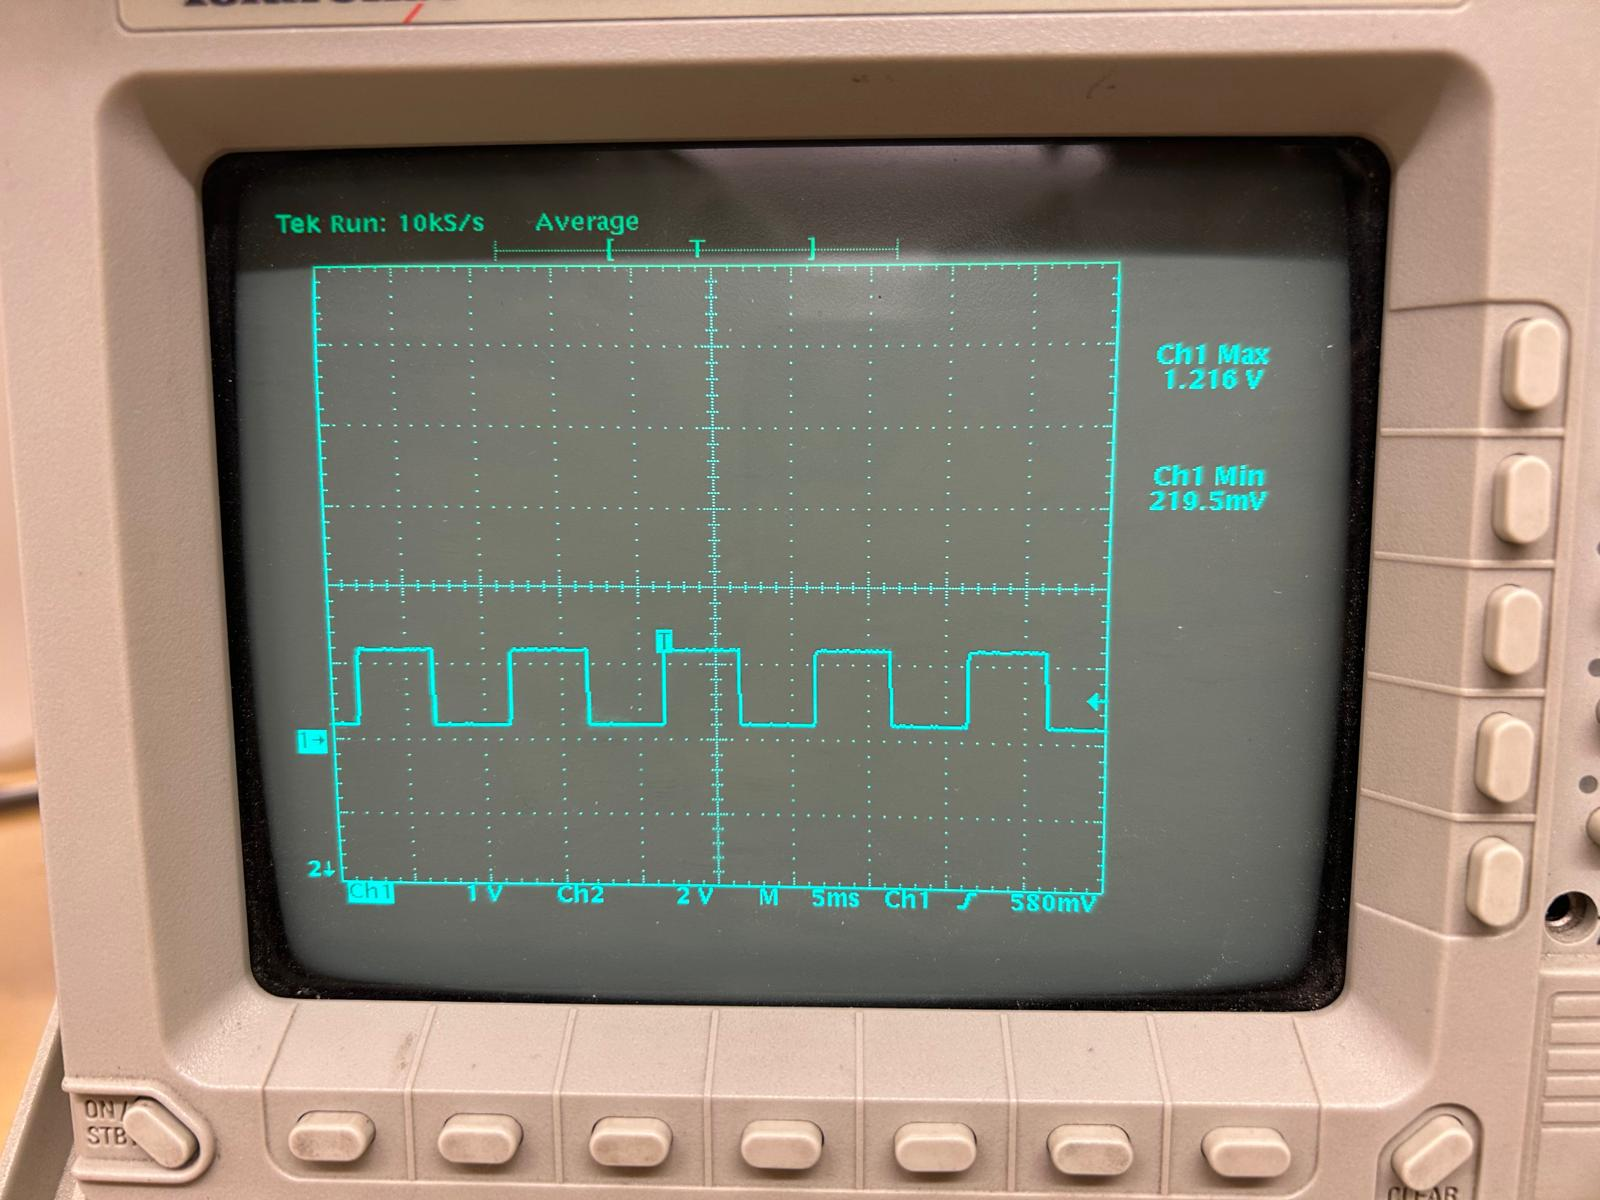 Tek Run: 10kS/s Average
[ T ]
Ch1 Max
1.216 V
Ch1 Min
219.5mV
T
1→
2↓
Ch1 1 V Ch2 2 V M 5ms Ch1 580mV
ON/
STB
CLEAR